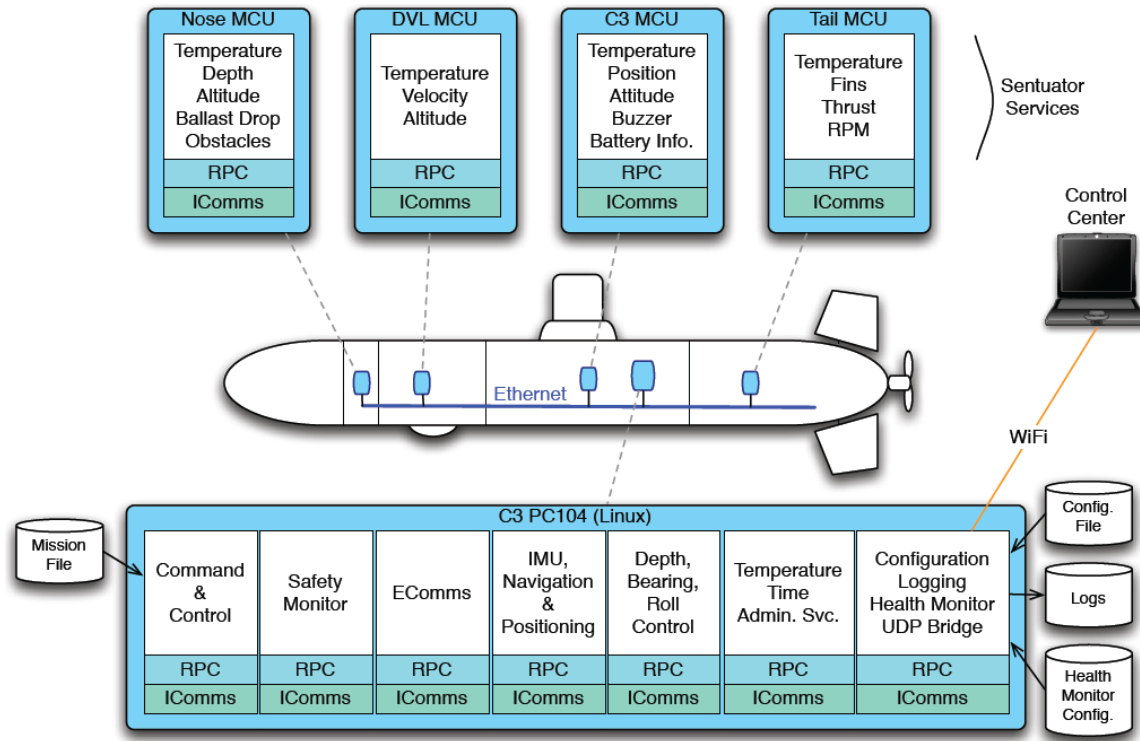 Nose MCU
Temperature
Depth
Altitude
Ballast Drop
Obstacles
RPC
IComms
DVL MCU
Temperature
Velocity
Altitude
RPC
IComms
C3 MCU
Temperature
Position
Attitude
Buzzer
Battery Info.
RPC
IComms
Tail MCU
Temperature
Fins
Thrust
RPM
RPC
IComms
Sentuator
Services
Control
Center
Ethernet
WiFi
C3 PC104 (Linux)
Mission
File
Command
&
Control
RPC
IComms
Safety
Monitor
RPC
IComms
EComms
RPC
IComms
IMU,
Navigation
&
Positioning
RPC
IComms
Depth,
Bearing,
Roll
Control
RPC
IComms
Temperature
Time
Admin. Svc.
RPC
IComms
Configuration
Logging
Health Monitor
UDP Bridge
RPC
IComms
Config.
File
Logs
Health
Monitor
Config.